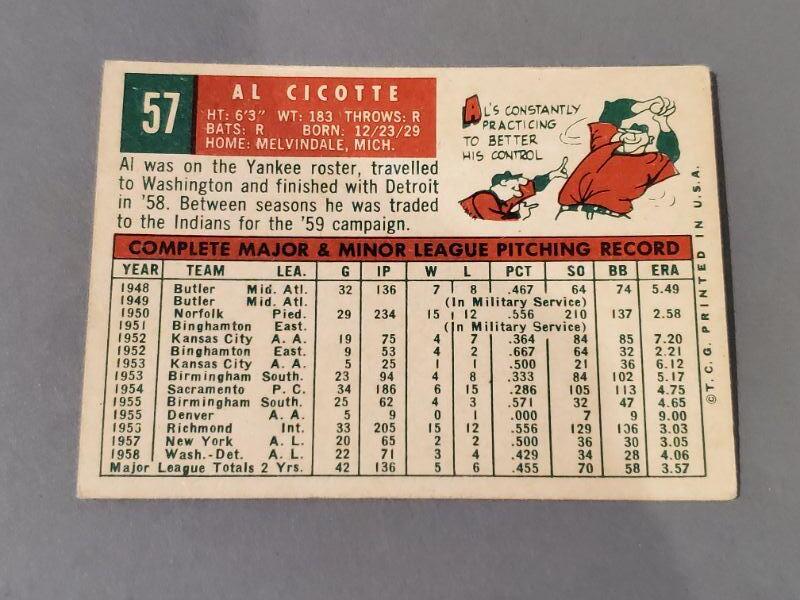 57
AL CICOTTE
HT: 6'3" WT: 183 THROWS: R
BATS: R BORN: 12/23/29
HOME: MELVINDALE, MICH.
Al was on the Yankee roster, travelled
to Washington and finished with Detroit
in '58. Between seasons he was traded
to the Indians for the '59 campaign.
AL'S CONSTANTLY
PRACTICING
TO BETTER
HIS CONTROL
COMPLETE MAJOR & MINOR LEAGUE PITCHING RECORD
YEAR TEAM LEA. G IP W L PCT SO BB ERA
1948 Butler Mid. Atl. 32 136 7 8 .467 64 74 5.49
1949 Butler Mid. Atl. (In Military Service)
1950 Norfolk Pied. 29 234 15 12 .556 210 137 2.58
1951 Binghamton East. (In Military Service)
1952 Kansas City A. A. 19 75 4 7 .364 84 85 7.20
1952 Binghamton East. 9 53 4 2 .667 64 32 2.21
1953 Kansas City A. A. 5 25 1 1 .500 21 36 6.12
1953 Birmingham South. 23 94 4 8 .333 84 102 5.17
1954 Sacramento P. C. 34 186 6 15 .286 105 113 4.75
1955 Birmingham South. 25 62 4 3 .571 32 47 4.65
1955 Denver A. A. 5 9 0 1 .000 7 9 9.00
1956 Richmond Int. 33 205 15 12 .556 129 106 3.03
1957 New York A. L. 20 65 2 2 .500 36 30 3.05
1958 Wash.-Det. A. L. 22 71 3 4 .429 34 28 4.06
Major League Totals 2 Yrs. 42 136 5 6 .455 70 58 3.57
© T. C. G. PRINTED IN U.S.A.